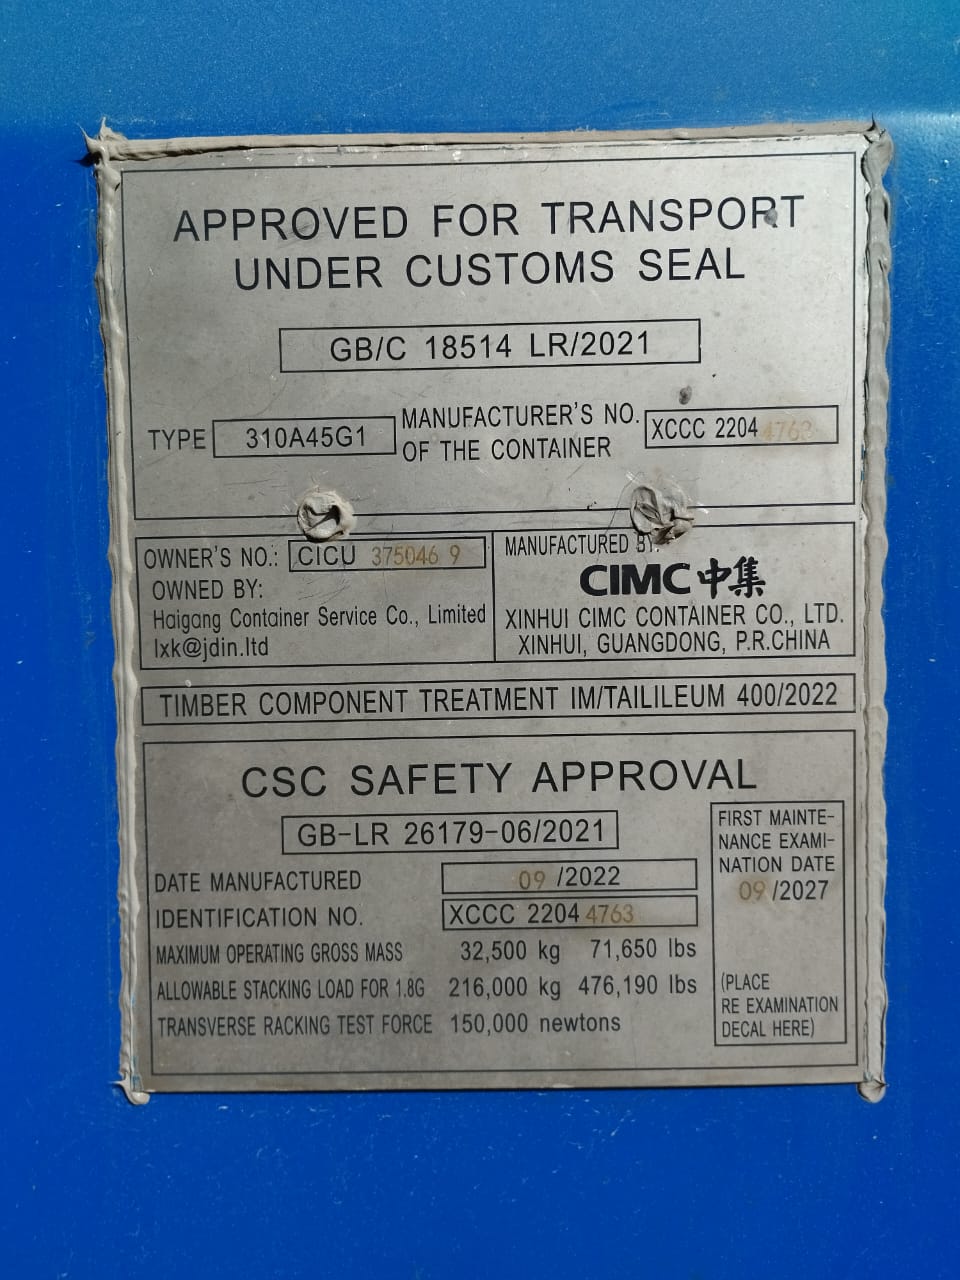 APPROVED FOR TRANSPORT
UNDER CUSTOMS SEAL
GB/C 18514 LR/2021
TYPE 310A45G1
MANUFACTURER'S NO.
OF THE CONTAINER
XCCC 2204 4763
OWNER'S NO.: CICU 375046 9
OWNED BY:
Haigang Container Service Co., Limited
lxk@jdin.ltd
MANUFACTURED BY:
CIMC 中集
XINHUI CIMC CONTAINER CO., LTD.
XINHUI, GUANGDONG, P.R.CHINA
TIMBER COMPONENT TREATMENT IM/TAILILEUM 400/2022
CSC SAFETY APPROVAL
GB-LR 26179-06/2021
DATE MANUFACTURED 09 /2022
IDENTIFICATION NO. XCCC 2204 4763
MAXIMUM OPERATING GROSS MASS 32,500 kg 71,650 lbs
ALLOWABLE STACKING LOAD FOR 1.8G 216,000 kg 476,190 lbs
TRANSVERSE RACKING TEST FORCE 150,000 newtons
FIRST MAINTE-
NANCE EXAMI-
NATION DATE
09 /2027
(PLACE
RE EXAMINATION
DECAL HERE)